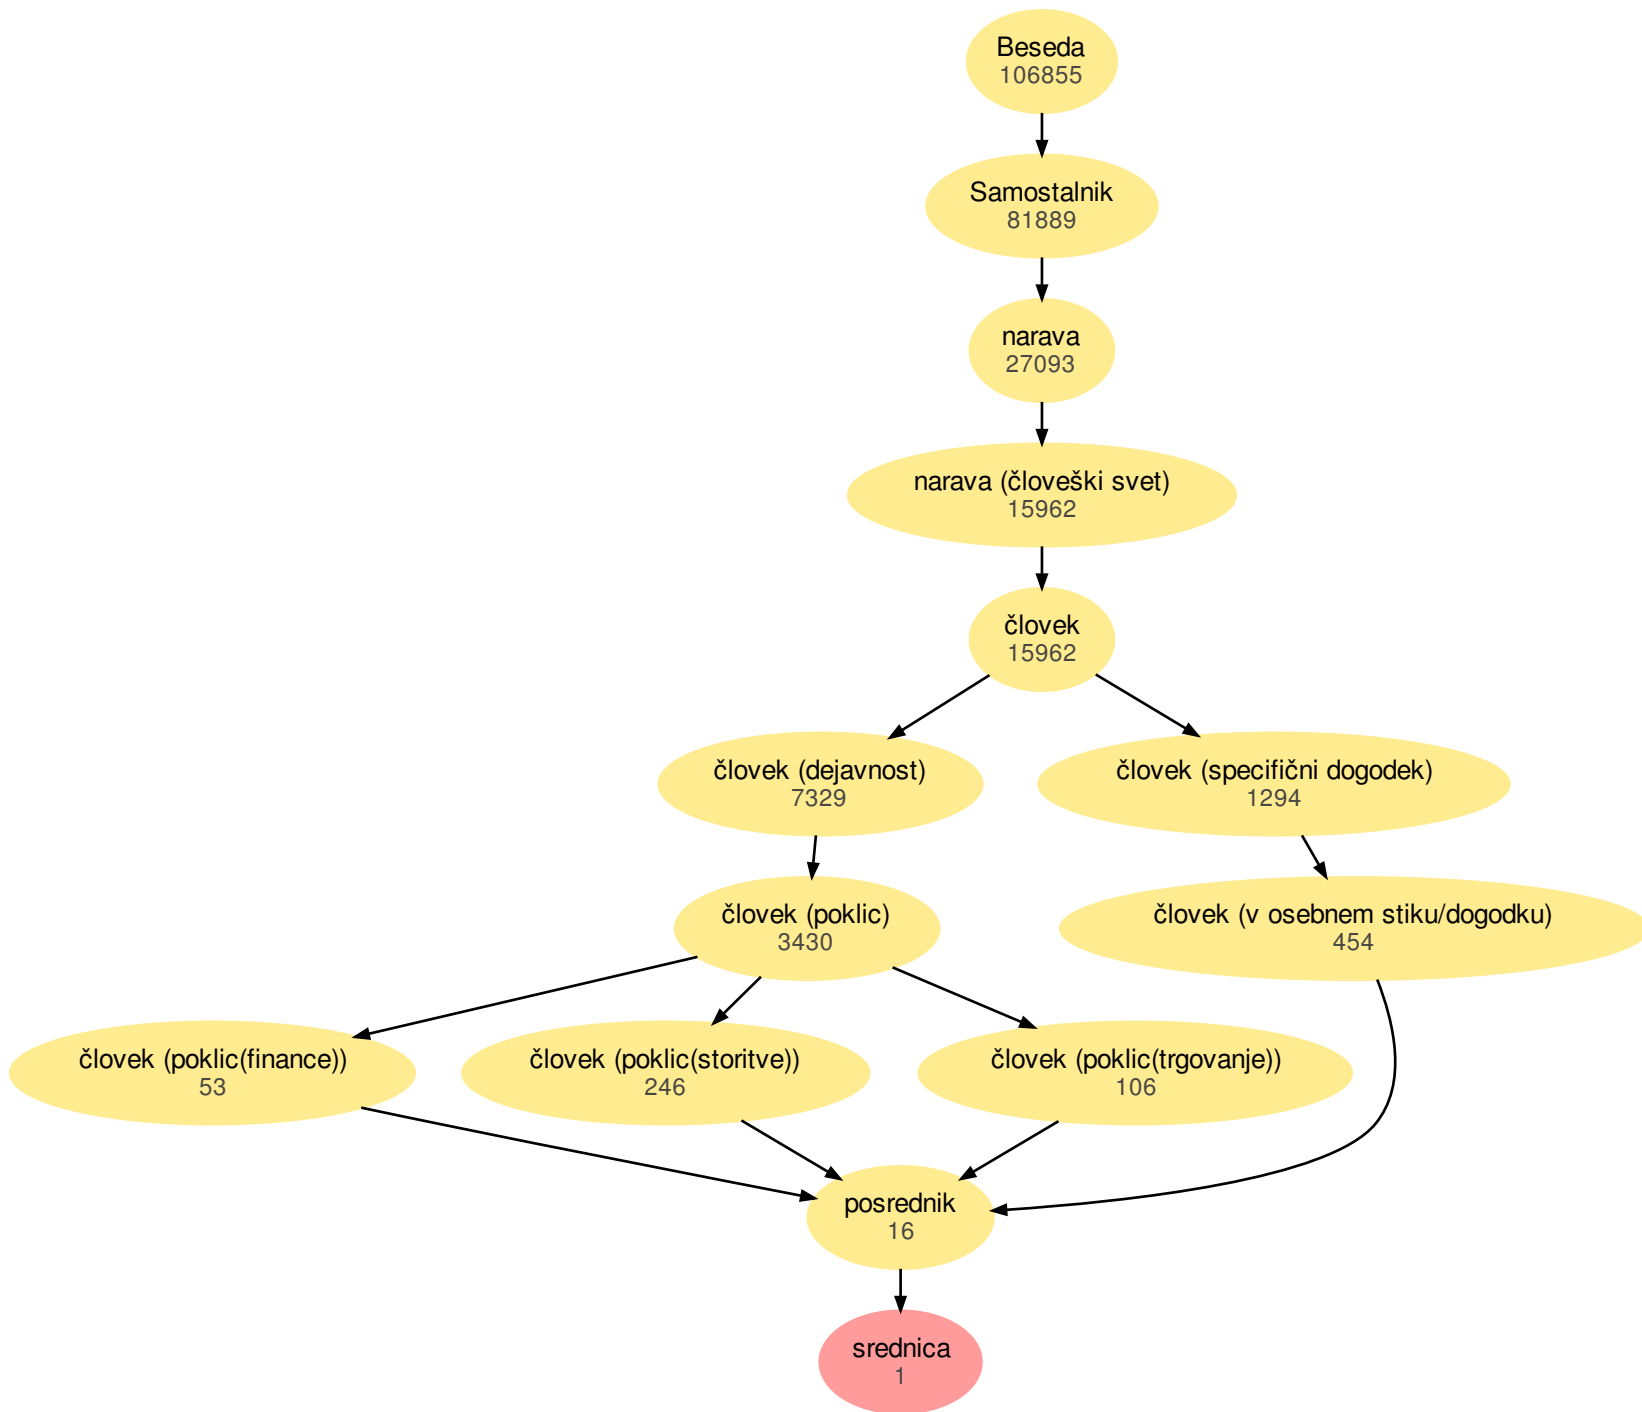 Beseda
106855
Samostalnik
81889
narava
27093
narava (človeški svet)
15962
človek
15962
človek (dejavnost)
7329
človek (specifični dogodek)
1294
človek (poklic)
3430
človek (v osebnem stiku/dogodku)
454
človek (poklic(finance))
53
človek (poklic(storitve))
246
človek (poklic(trgovanje))
106
posrednik
16
srednica
1